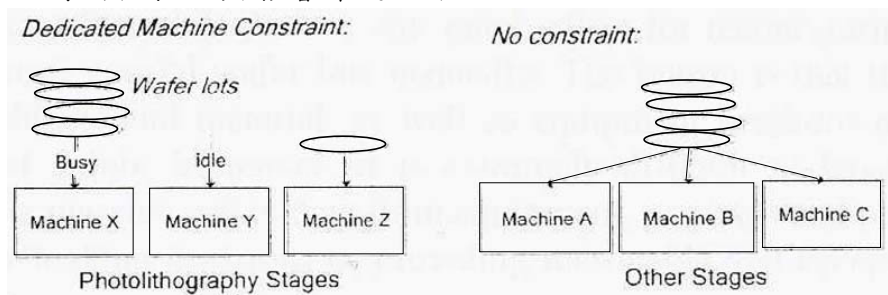 Dedicated Machine Constraint:
No constraint:
Wafer lots
Busy
idle
Machine X
Machine Y
Machine Z
Machine A
Machine B
Machine C
Photolithography Stages
Other Stages